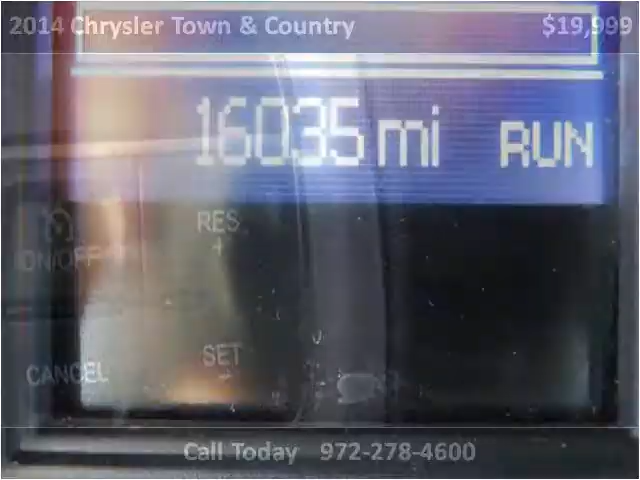 2014 Chrysler Town & Country $19,999
16035 mi RUN
RES
+
ON/OFF
SET
-
CANCEL
Call Today 972-278-4600